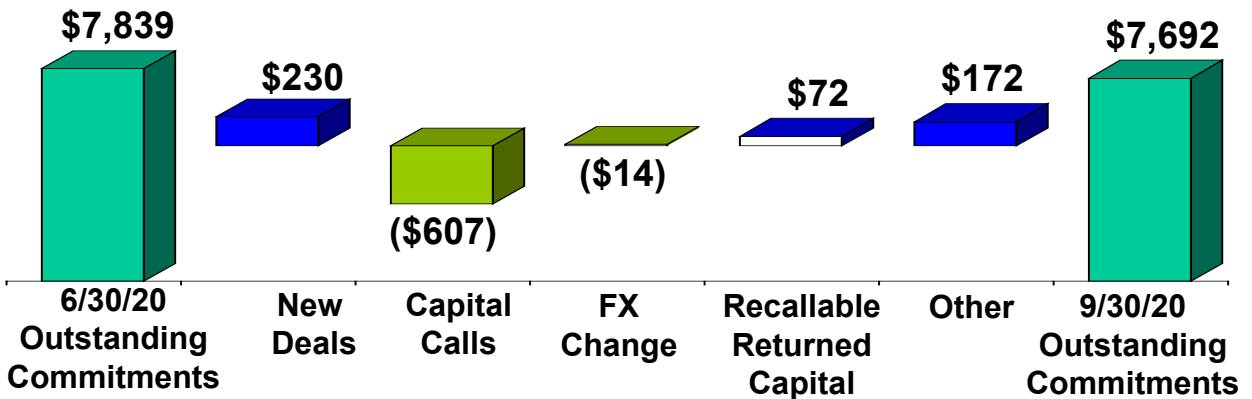 $7,839
$230
$72
$172
$7,692
($607)
($14)
6/30/20
Outstanding
Commitments
New
Deals
Capital
Calls
FX
Change
Recallable
Returned
Capital
Other
9/30/20
Outstanding
Commitments